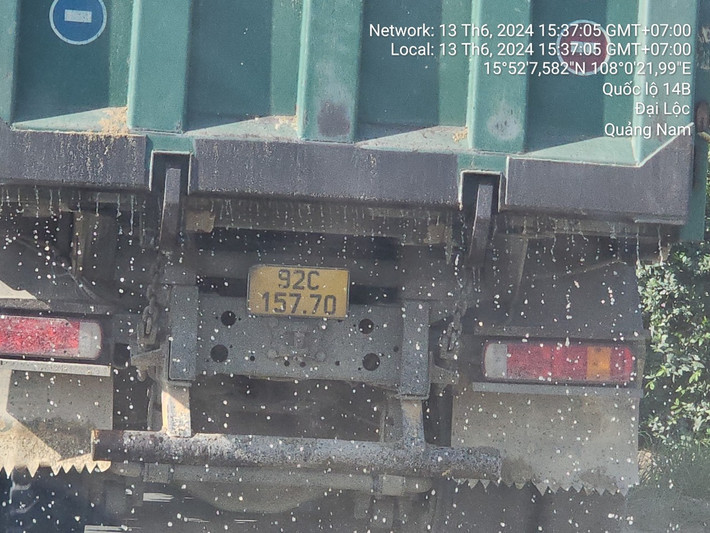 Network: 13 Th6, 2024 15:37:05 GMT+07:00
Local: 13 Th6, 2024 15:37:05 GMT+07:00
15°52'7,582"N 108°0'21,99"E
Quốc lộ 14B
Đại Lộc
Quảng Nam
92C
157.70